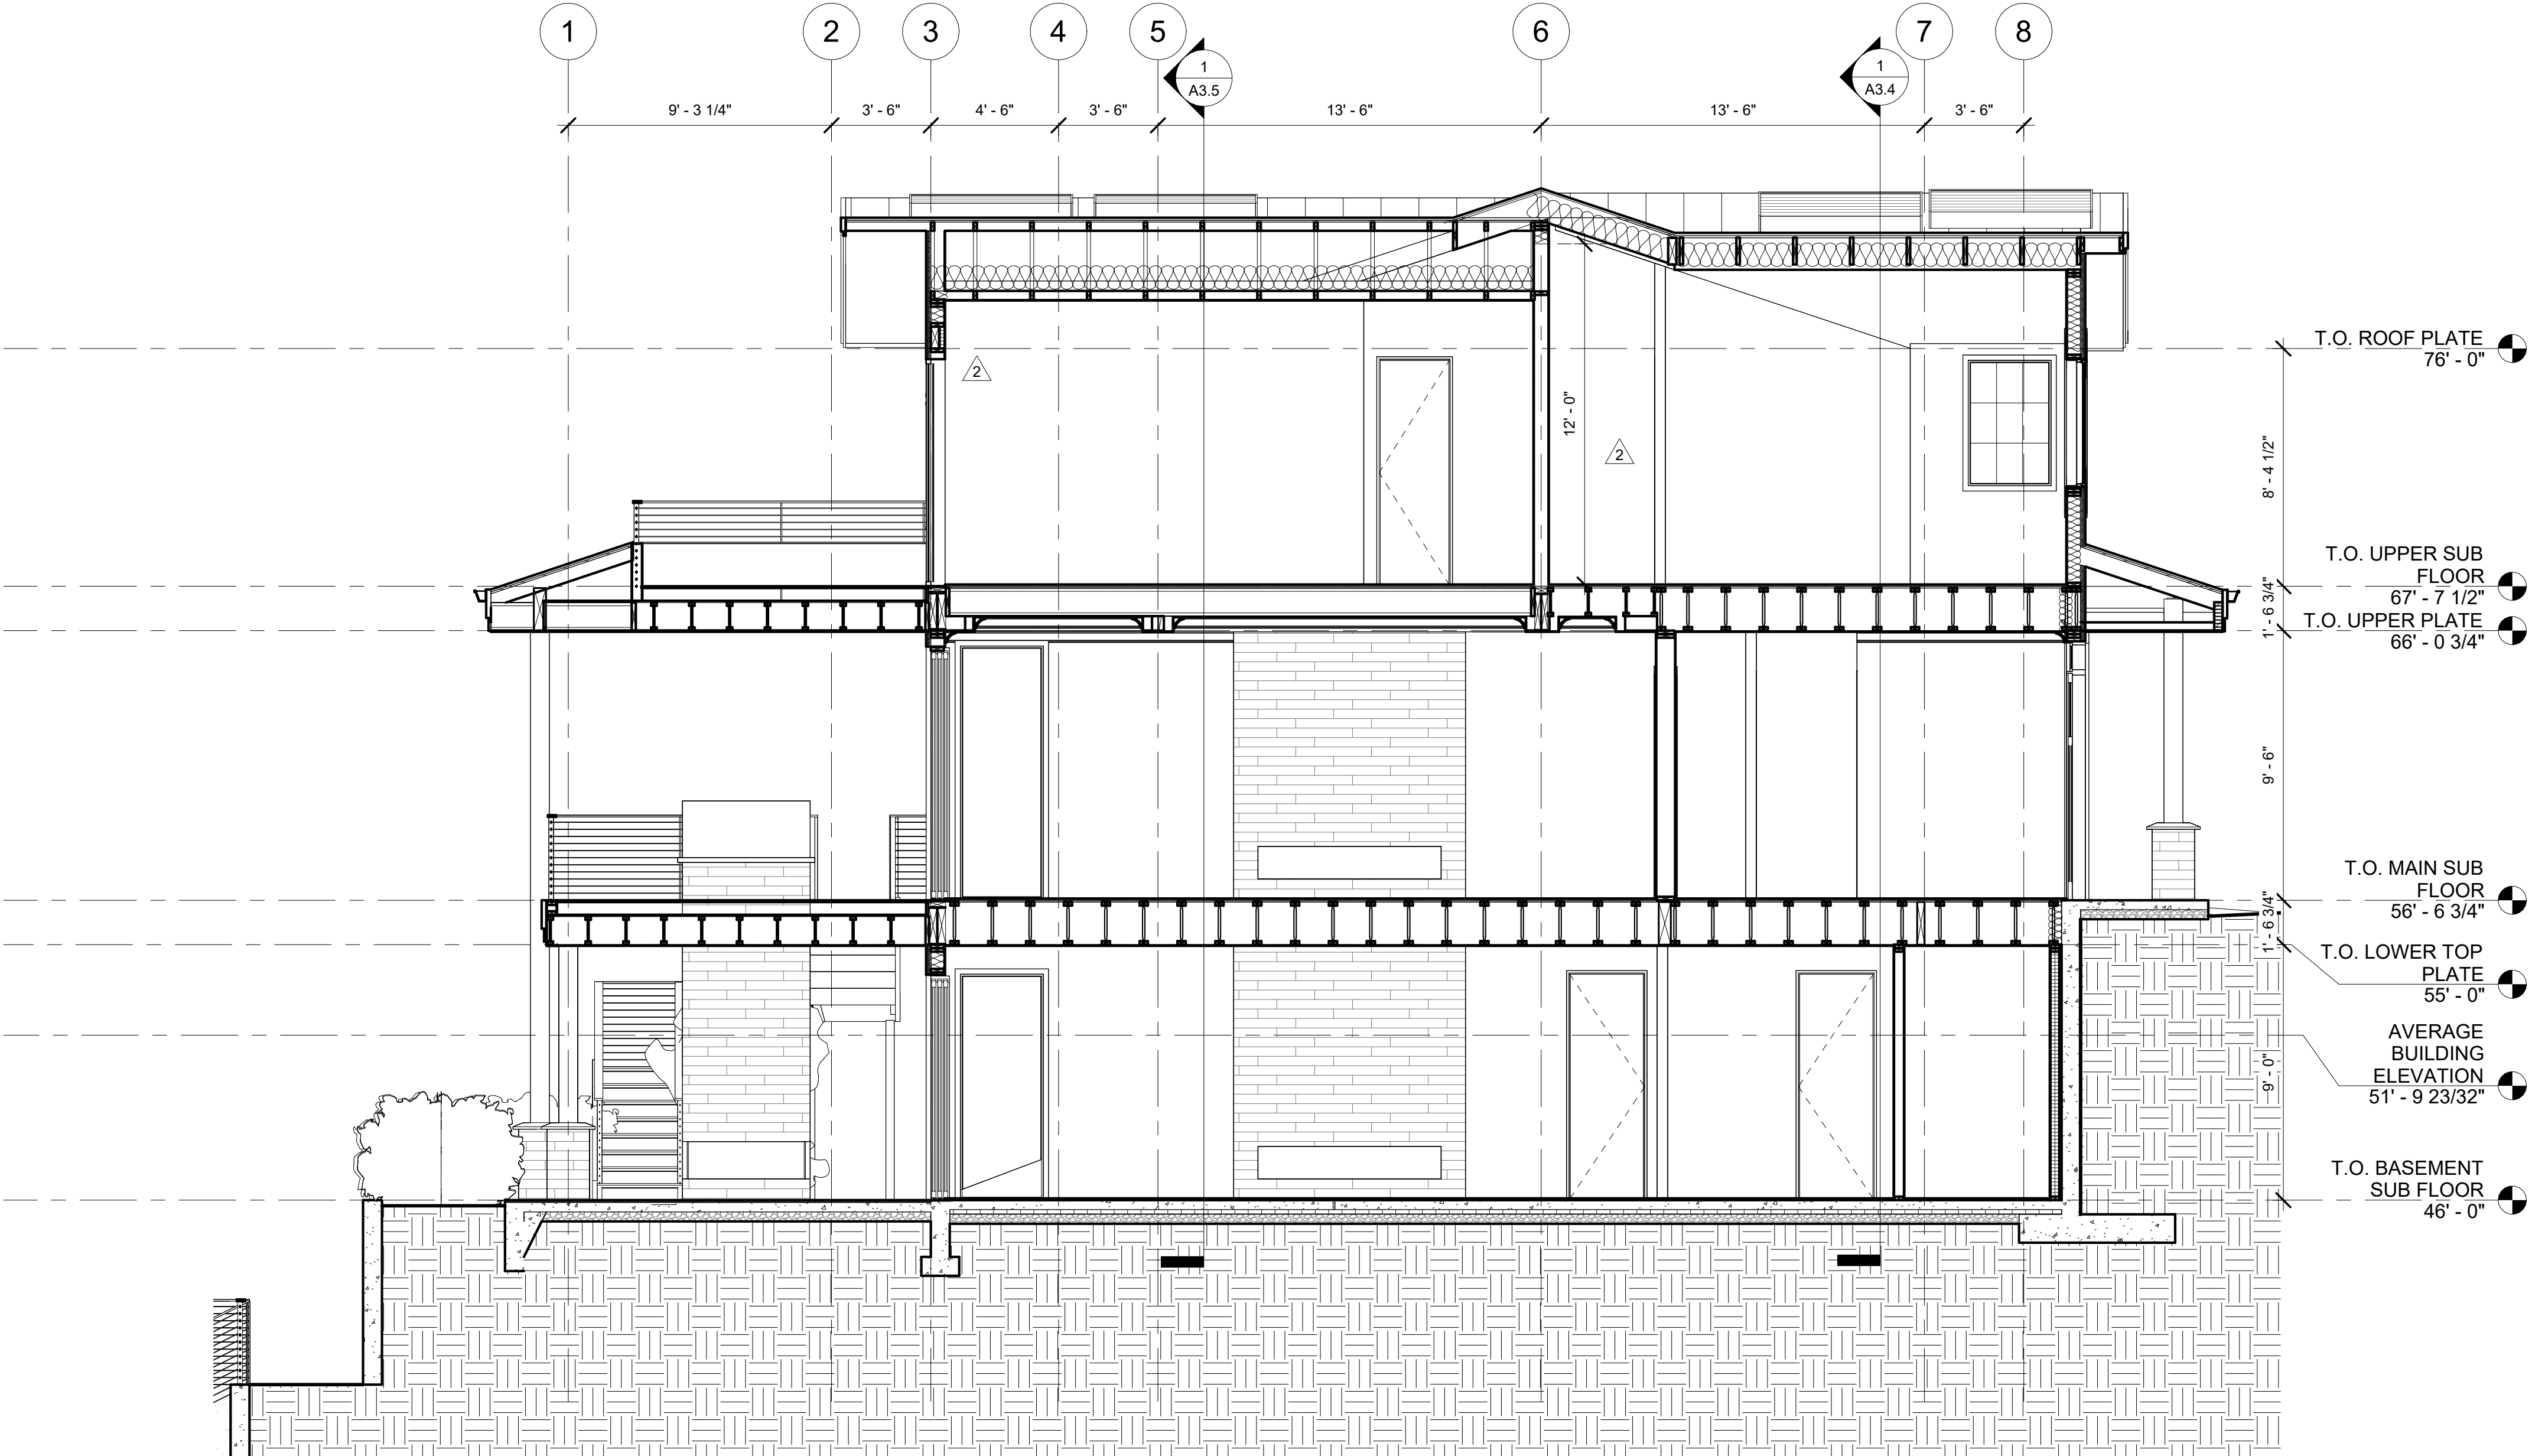 1
2
3
4
5
6
7
8
1
A3.5
1
A3.4
9' - 3 1/4"
3' - 6"
4' - 6"
3' - 6"
13' - 6"
13' - 6"
3' - 6"
T.O. ROOF PLATE
76' - 0"
2
12' - 0"
2
8' - 4 1/2"
T.O. UPPER SUB
FLOOR
67' - 7 1/2"
1' - 6 3/4"
T.O. UPPER PLATE
66' - 0 3/4"
9' - 6"
T.O. MAIN SUB
FLOOR
56' - 6 3/4"
1' - 6 3/4"
T.O. LOWER TOP
PLATE
55' - 0"
AVERAGE
BUILDING
ELEVATION
51' - 9 23/32"
9' - 0"
T.O. BASEMENT
SUB FLOOR
46' - 0"